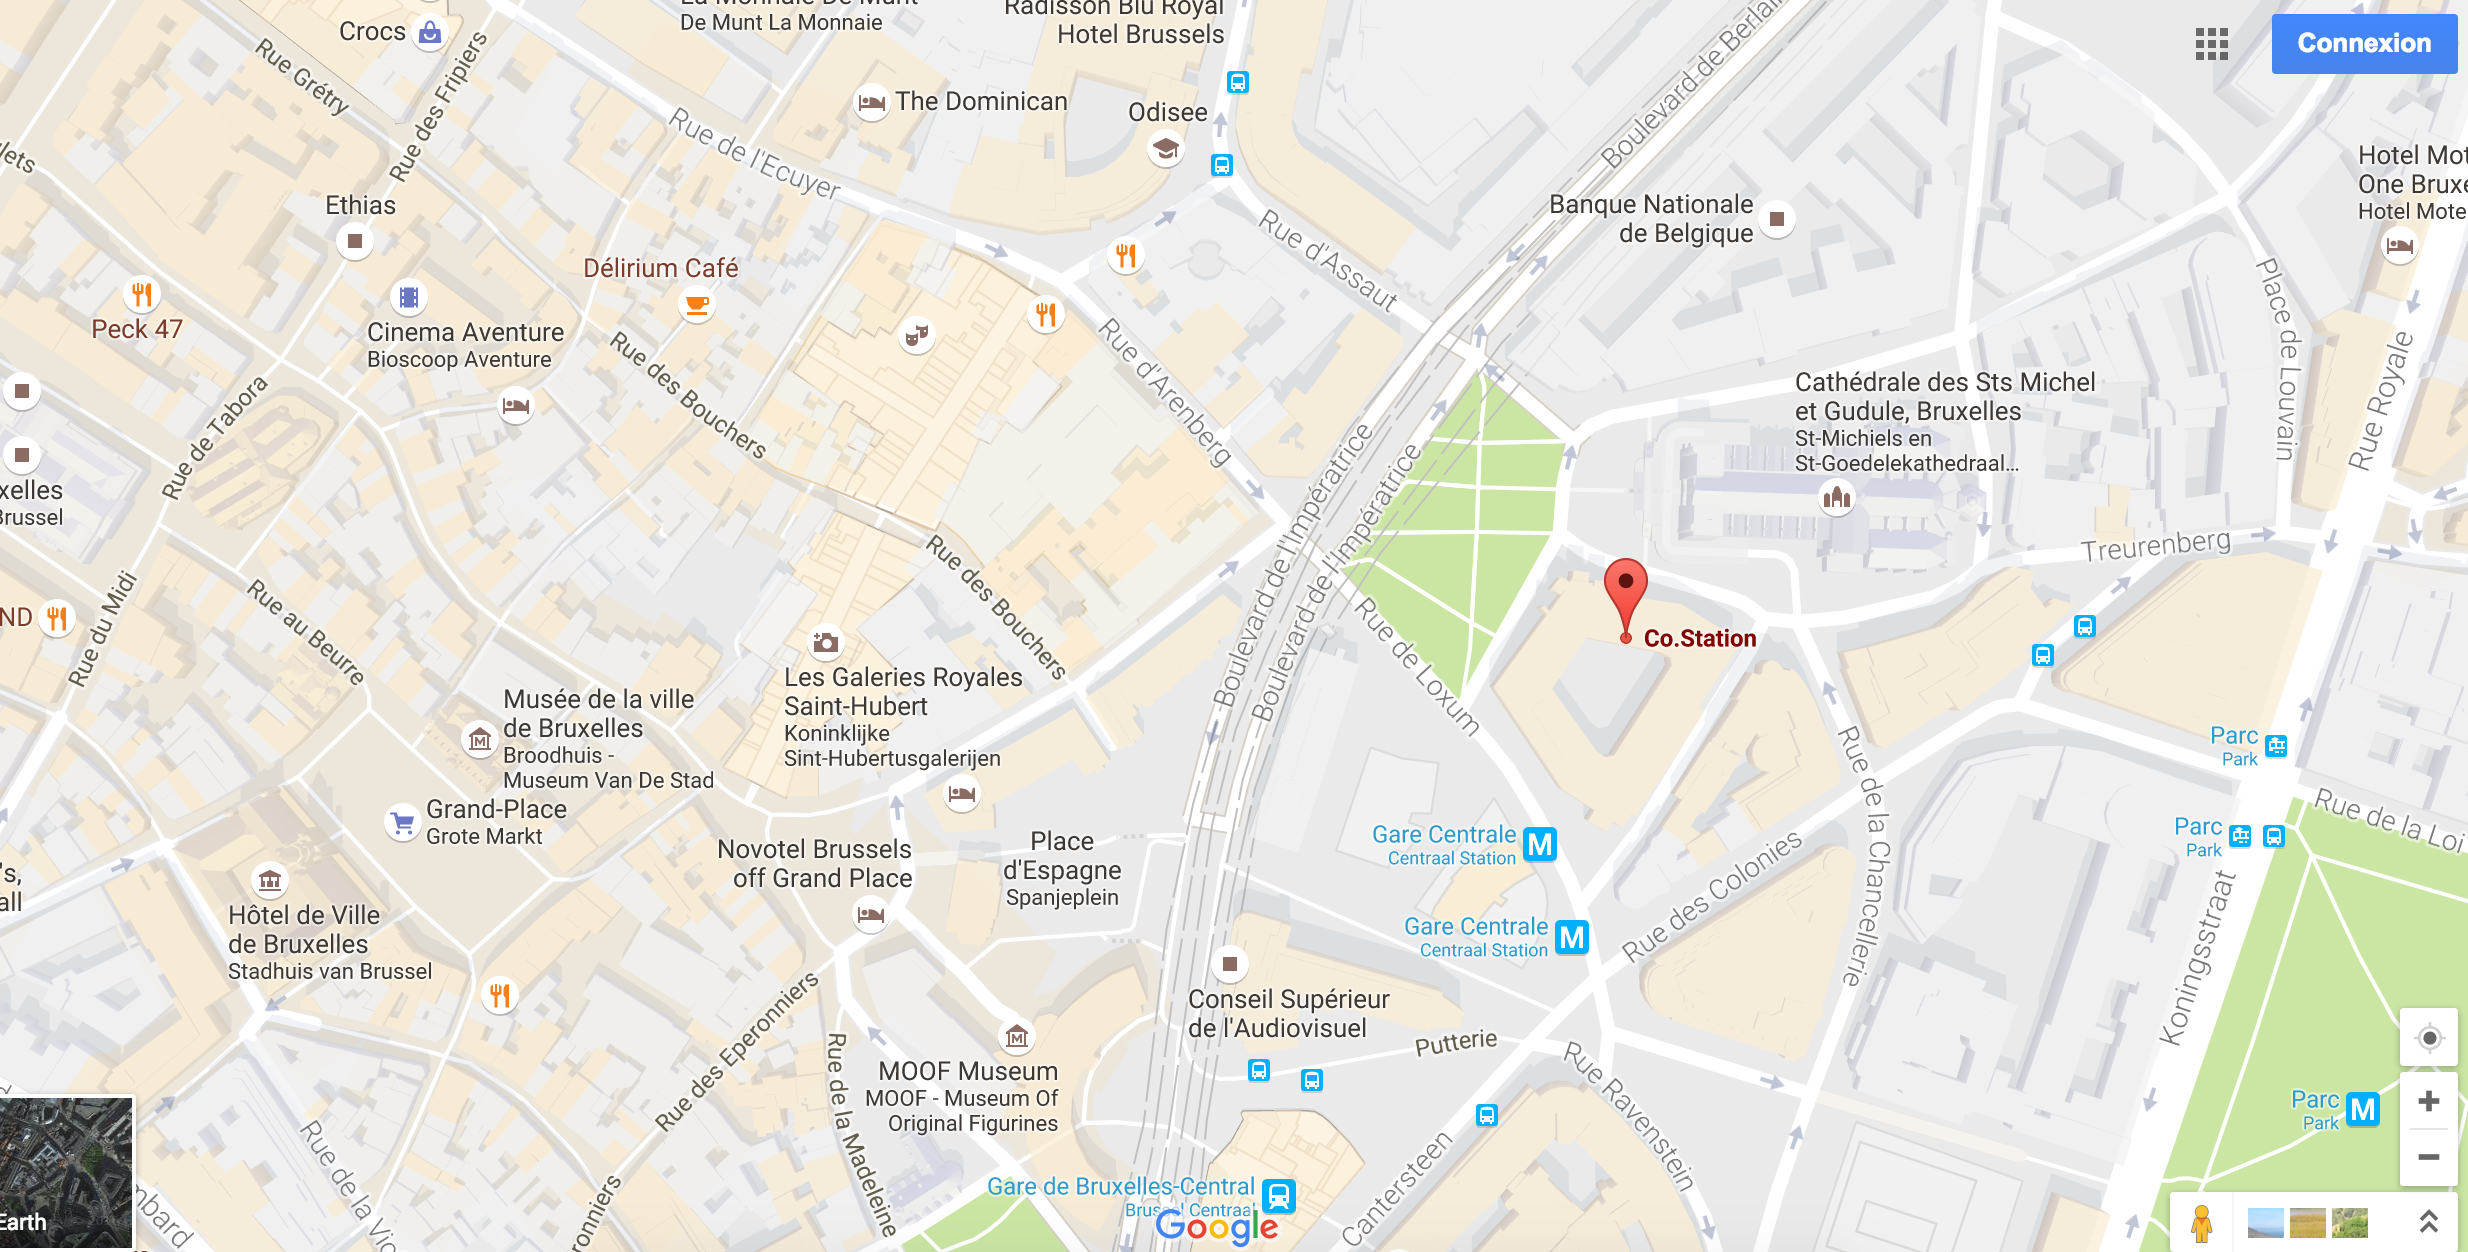 De Munt La Monnaie
Radisson Blu Royal
Hotel Brussels
Crocs
Connexion
Rue Grétry
Rue des Fripiers
The Dominican
Odisee
Rue de l'Ecuyer
Boulevard de Berlaim
Hotel Mot
One Bruxe
Hotel Mote
Ethias
Banque Nationale
de Belgique
Rue d'Assaut
Délirium Café
Place de Louvain
Peck 47
Cinema Aventure
Bioscoop Aventure
Rue des Bouchers
Rue d'Arenberg
Rue Royale
Rue de Tabora
Cathédrale des Sts Michel
et Gudule, Bruxelles
St-Michiels en
St-Goedelekathedraal...
xelles
Brussel
Boulevard de l'Impératrice
Boulevard de l'Impératrice
Treurenberg
Rue des Bouchers
Rue du Midi
Rue au Beurre
ND
Co.Station
Rue de Loxum
Les Galeries Royales
Saint-Hubert
Koninklijke
Sint-Hubertusgalerijen
Musée de la ville
de Bruxelles
Broodhuis -
Museum Van De Stad
Parc
Park
Grand-Place
Grote Markt
Rue de la Chancellerie
Rue de la Loi
Gare Centrale
Centraal Station
Parc
Park
Novotel Brussels
off Grand Place
Place
d'Espagne
Spanjeplein
Rue des Colonies
's,
all
Hôtel de Ville
de Bruxelles
Stadhuis van Brussel
Gare Centrale
Centraal Station
Koningsstraat
Conseil Supérieur
de l'Audiovisuel
Putterie
Rue des Eperonniers
MOOF Museum
MOOF - Museum Of
Original Figurines
Rue de la Madeleine
Rue Ravenstein
Parc
Park
Gare de Bruxelles-Central
Brussel Centraal
Cantersteen
Rue de la Vio
mbard
ronniers
Earth
Google